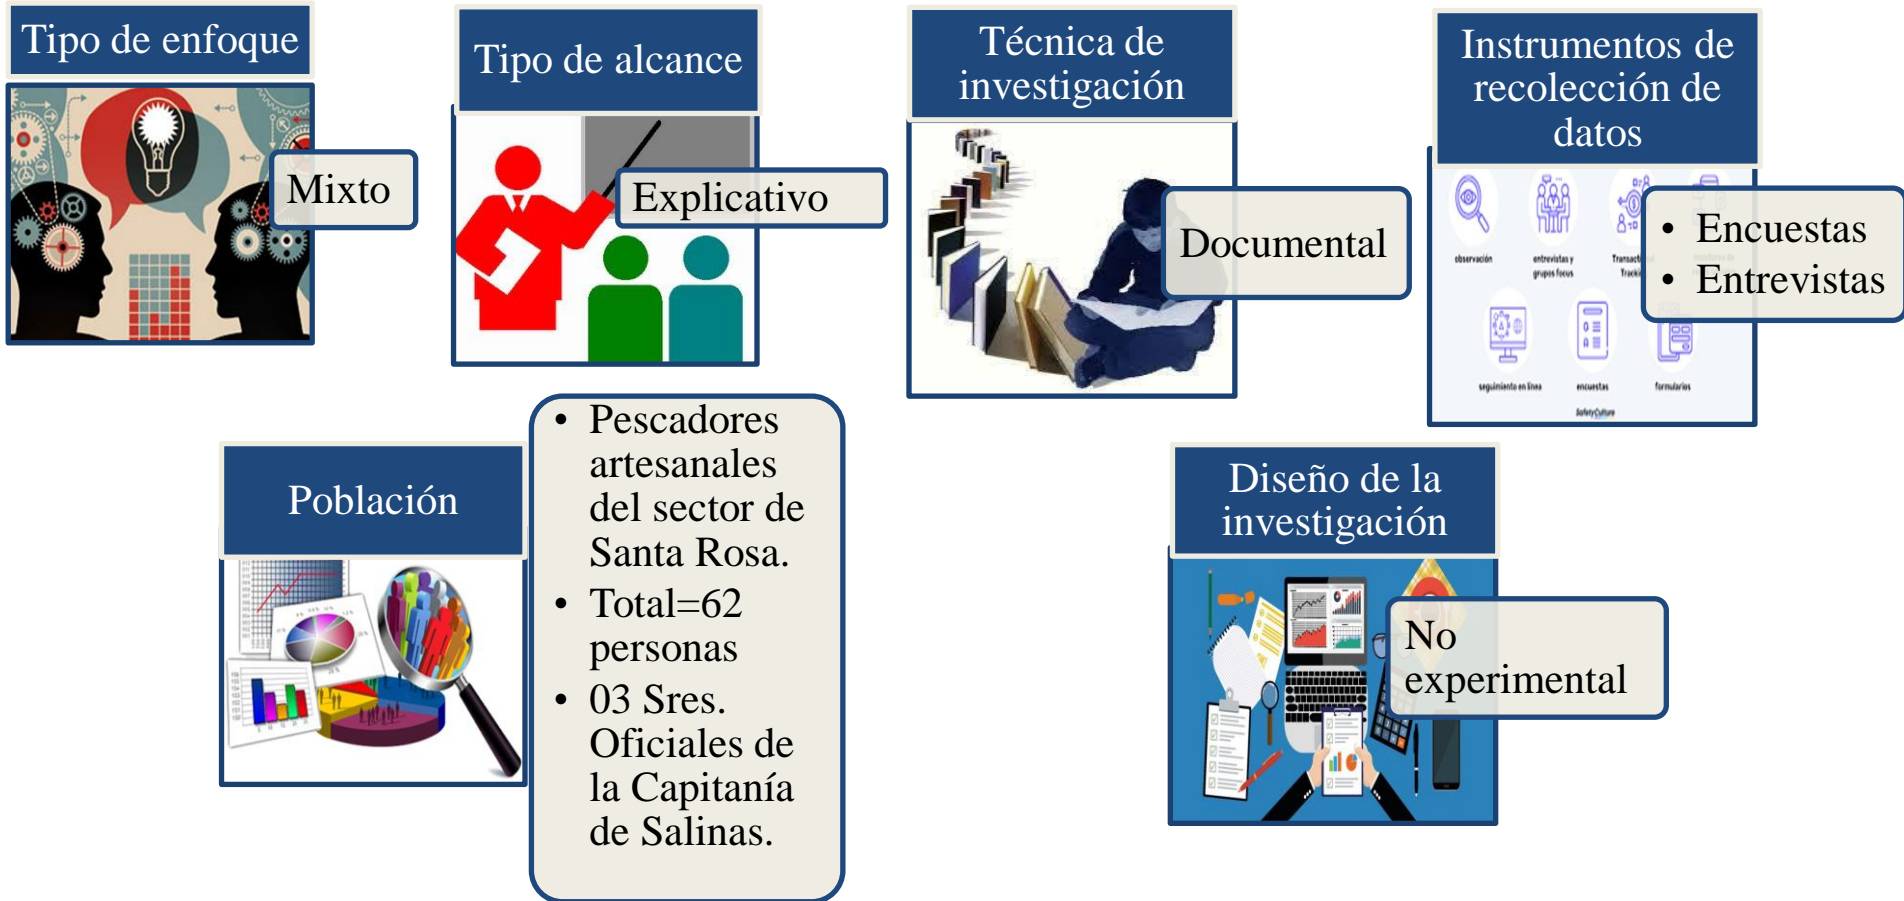 Tipo de enfoque
Mixto
Tipo de alcance
Explicativo
Técnica de
investigación
Documental
Instrumentos de
recolección de
datos
• Encuestas
• Entrevistas
observación
entrevistas y
grupos focus
seguimiento en línea
encuestas
formularios
SafetyCulture
Población
• Pescadores
artesanales
del sector de
Santa Rosa.
• Total=62
personas
• 03 Sres.
Oficiales de
la Capitanía
de Salinas.
Diseño de la
investigación
No
experimental